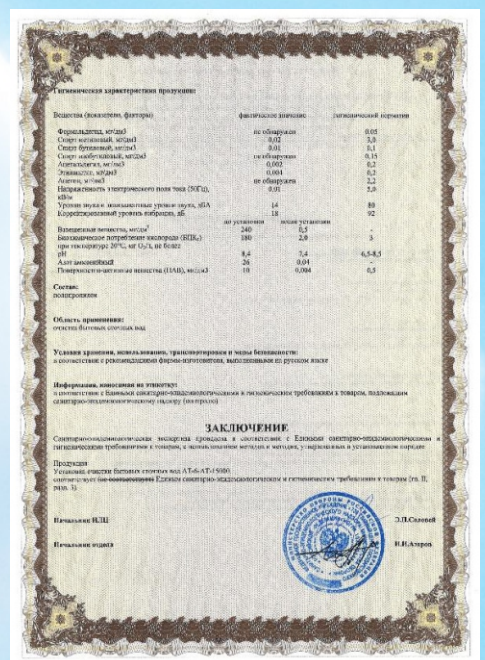 Гигиеническая характеристика продукции:
Вещества (показатели, факторы) фактическое значение гигиенический норматив
Формальдегид, мг/дм3 не обнаружен 0.05
Спирт метиловый, мг/дм3 0,02 3,0
Спирт бутиловый, мг/дм3 0.01 0.1
Спирт изобутиловый, мг/дм3 не обнаружен 0,15
Ацетальдегид, мг/дм3 0,002 0,2
Этилацетат, мг/дм3 0,001 0,2
Ацетон, мг/дм3 не обнаружен 2,2
Напряженность электрического поля тока (50Гц), 0,01 5,0
кВ/м
Уровни звука и эквивалентные уровни звука, дБА 14 80
Корректированный уровень вибрации, дБ 18 92
до установки после установки
Взвешенные вещества, мг/дм³ 240 0,5 -
Биохимическое потребление кислорода (БПК₅) 180 2,0 3
при температуре 20°С, мг О₂/л, не более
рН 8,4 7,4 6,5-8,5
Азот аммонийный 26 0,04 -
Поверхностно-активные вещества (ПАВ), мг/дм3 10 0,004 0,5
Состав:
полипропилен
Область применения:
очистка бытовых сточных вод
Условия хранения, использования, транспортировки и меры безопасности:
в соответствии с рекомендациями фирмы-изготовителя, выполненными на русском языке
Информация, наносимая на этикетку:
в соответствии с Едиными санитарно-эпидемиологическими и гигиеническими требованиями к товарам, подлежащим
санитарно-эпидемиологическому надзору (контролю)
ЗАКЛЮЧЕНИЕ
Санитарно-эпидемиологическая экспертиза проведена в соответствии с Едиными санитарно-эпидемиологическими и
гигиеническими требованиями к товарам, с использованием методов и методик, утвержденных в установленном порядке
Продукция
Установка очистки бытовых сточных вод АТ-6-АТ-15000
соответствует (не соответствует) Единым санитарно-эпидемиологическим и гигиеническим требованиям к товарам (гл. II,
разд. 3).
Начальник ИЛЦ Э.П.Соловей
Начальник отдела И.И.Азаров